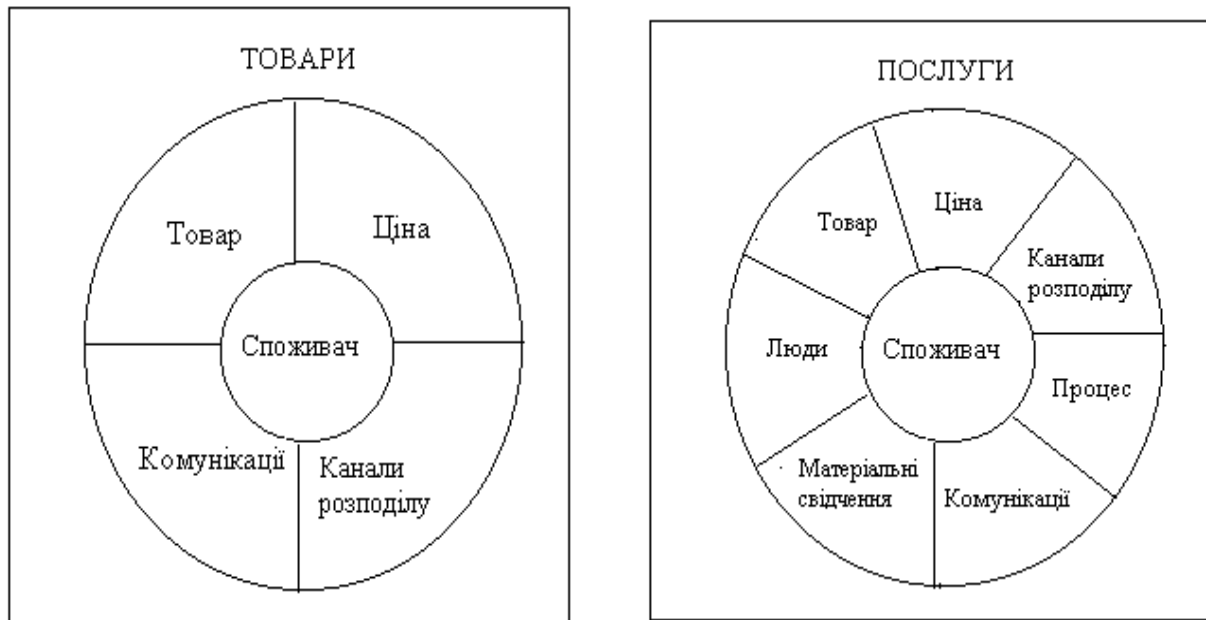 ТОВАРИ
Товар
Ціна
Споживач
Комунікації
Канали
розподілу
ПОСЛУГИ
Товар
Ціна
Канали
розподілу
Люди
Споживач
Процес
Матеріальні
свідчення
Комунікації